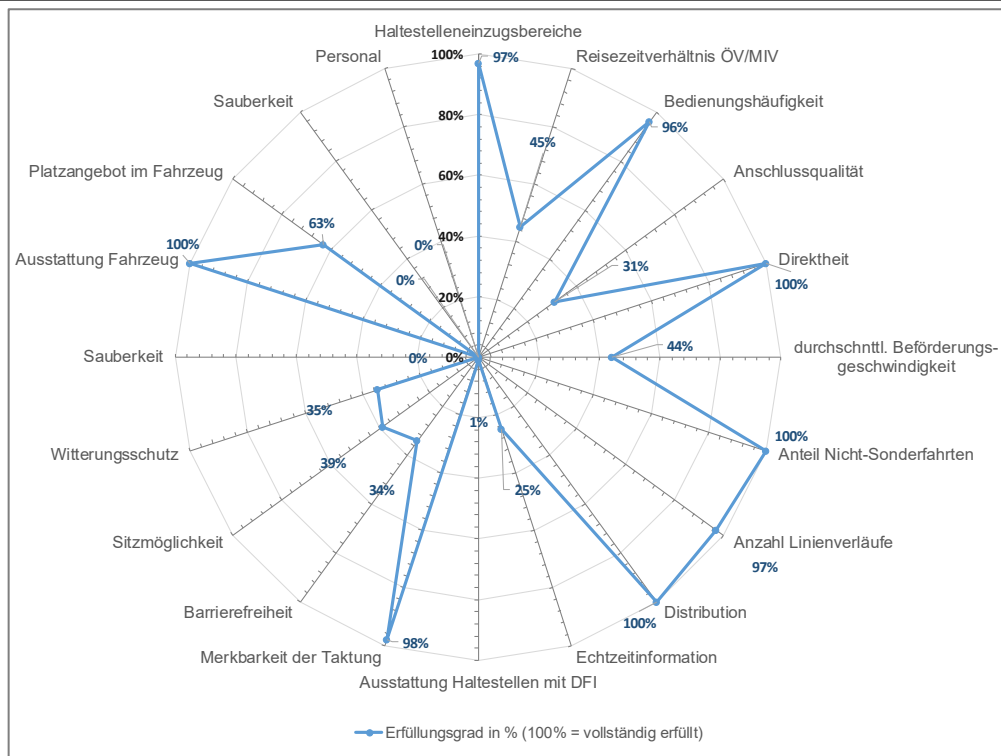 Haltestelleneinzugsbereiche
Personal
100%
97%
Reisezeitverhältnis ÖV/MIV
Sauberkeit
80%
45%
Bedienungshäufigkeit
96%
Platzangebot im Fahrzeug
60%
Anschlussqualität
63%
0%
40%
100%
Ausstattung Fahrzeug
0%
31%
Direktheit
100%
20%
Sauberkeit
0%
0%
44%
durchschnttl. Beförderungs-
geschwindigkeit
35%
1%
100%
Witterungsschutz
Anteil Nicht-Sonderfahrten
39%
34%
25%
Sitzmöglichkeit
Anzahl Linienverläufe
97%
Barrierefreiheit
100%
Distribution
Merkbarkeit der Taktung
98%
Echtzeitinformation
Ausstattung Haltestellen mit DFI
Erfüllungsgrad in % (100% = vollständig erfüllt)